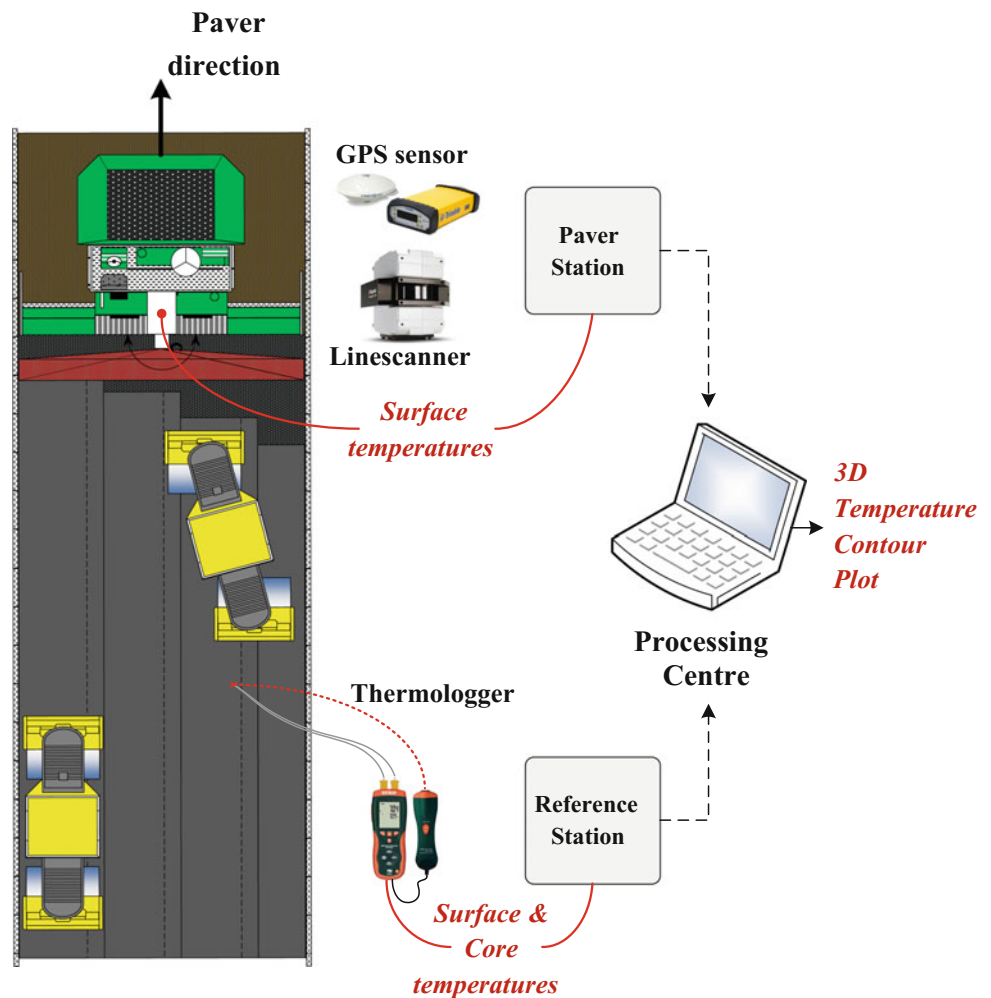 Paver
direction
GPS sensor
Linescanner
Paver
Station
Surface
temperatures
3D
Temperature
Contour
Plot
Processing
Centre
Thermologger
Reference
Station
Surface &
Core
temperatures